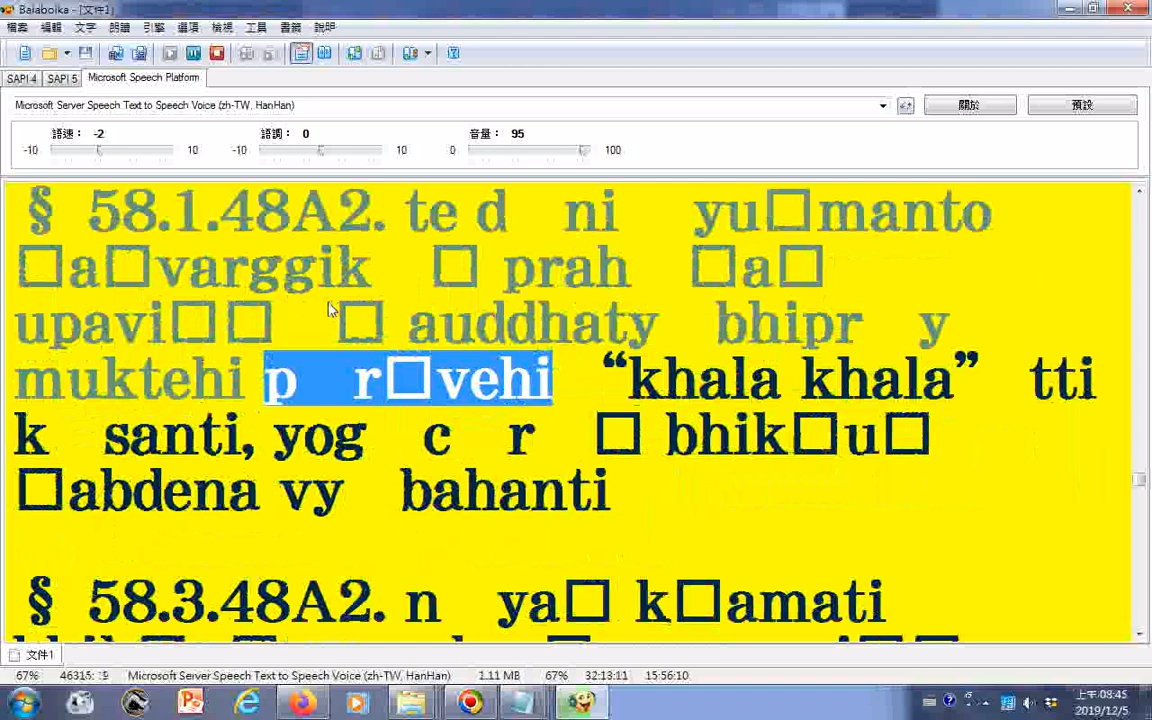 Balabolka - [文件1]
檔案 編輯 文字 朗讀 引擎 選項 檢視 工具 書籤 說明
SAPI 4 SAPI 5 Microsoft Speech Platform
Microsoft Server Speech Text to Speech Voice (zh-TW, HanHan)
關於 預設
語速： -2 語調： 0 音量： 95
-10 10 -10 10 0 100
§ 58.1.48A2. te d ni yu□manto
□a□varggik □ prah □a□
upavi□□ □ auddhaty bhipr y
muktehi p r□vehi “khala khala” tti
k santi, yog c r □ bhik□u□
□abdena vy bahanti
§ 58.3.48A2. n ya□ k□amati
文件1
67% 46315: Microsoft Server Speech Text to Speech Voice (zh-TW, HanHan) 1.11 MB 67% 32:13:11 15:56:10
上午 08:45
2019/12/5